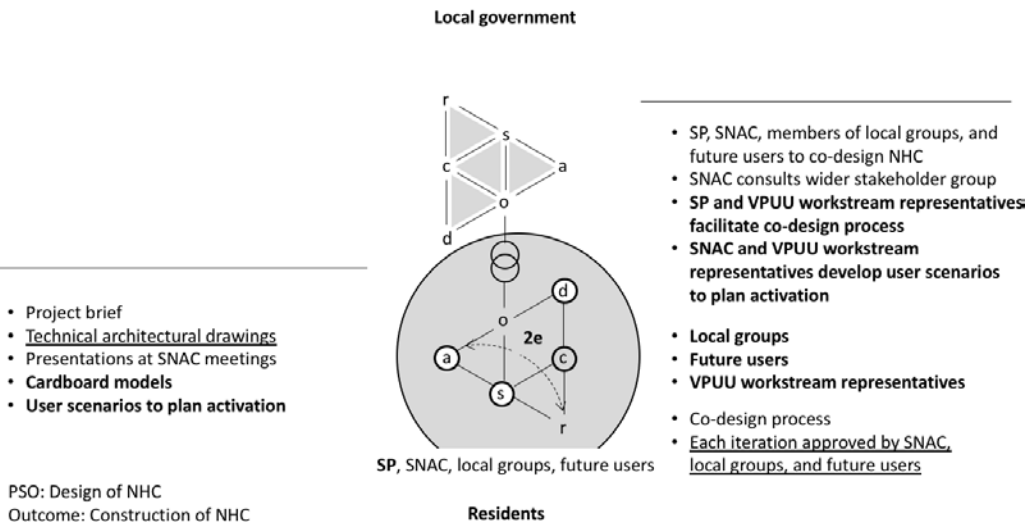 Local government
r
s
c
a
o
d
• SP, SNAC, members of local groups, and
future users to co-design NHC
• SNAC consults wider stakeholder group
• SP and VPUU workstream representatives
facilitate co-design process
• SNAC and VPUU workstream
representatives develop user scenarios
to plan activation
• Project brief
• Technical architectural drawings
• Presentations at SNAC meetings
• Cardboard models
• User scenarios to plan activation
d
o
2e
a
c
s
r
• Local groups
• Future users
• VPUU workstream representatives
• Co-design process
• Each iteration approved by SNAC,
local groups, and future users
SP, SNAC, local groups, future users
PSO: Design of NHC
Outcome: Construction of NHC
Residents